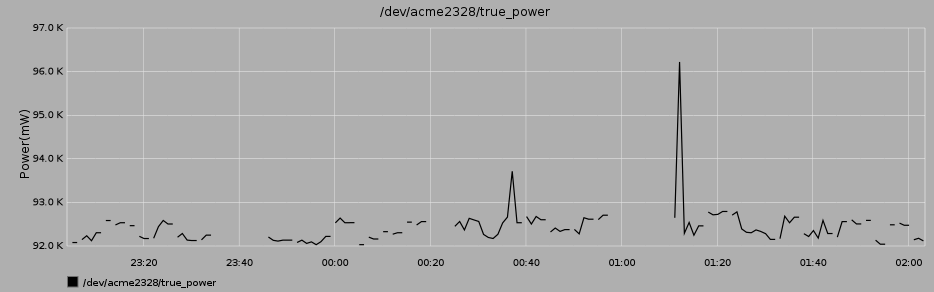 /dev/acme2328/true_power
Power(mW)
97.0 K
96.0 K
95.0 K
94.0 K
93.0 K
92.0 K
23:20 23:40 00:00 00:20 00:40 01:00 01:20 01:40 02:00
/dev/acme2328/true_power